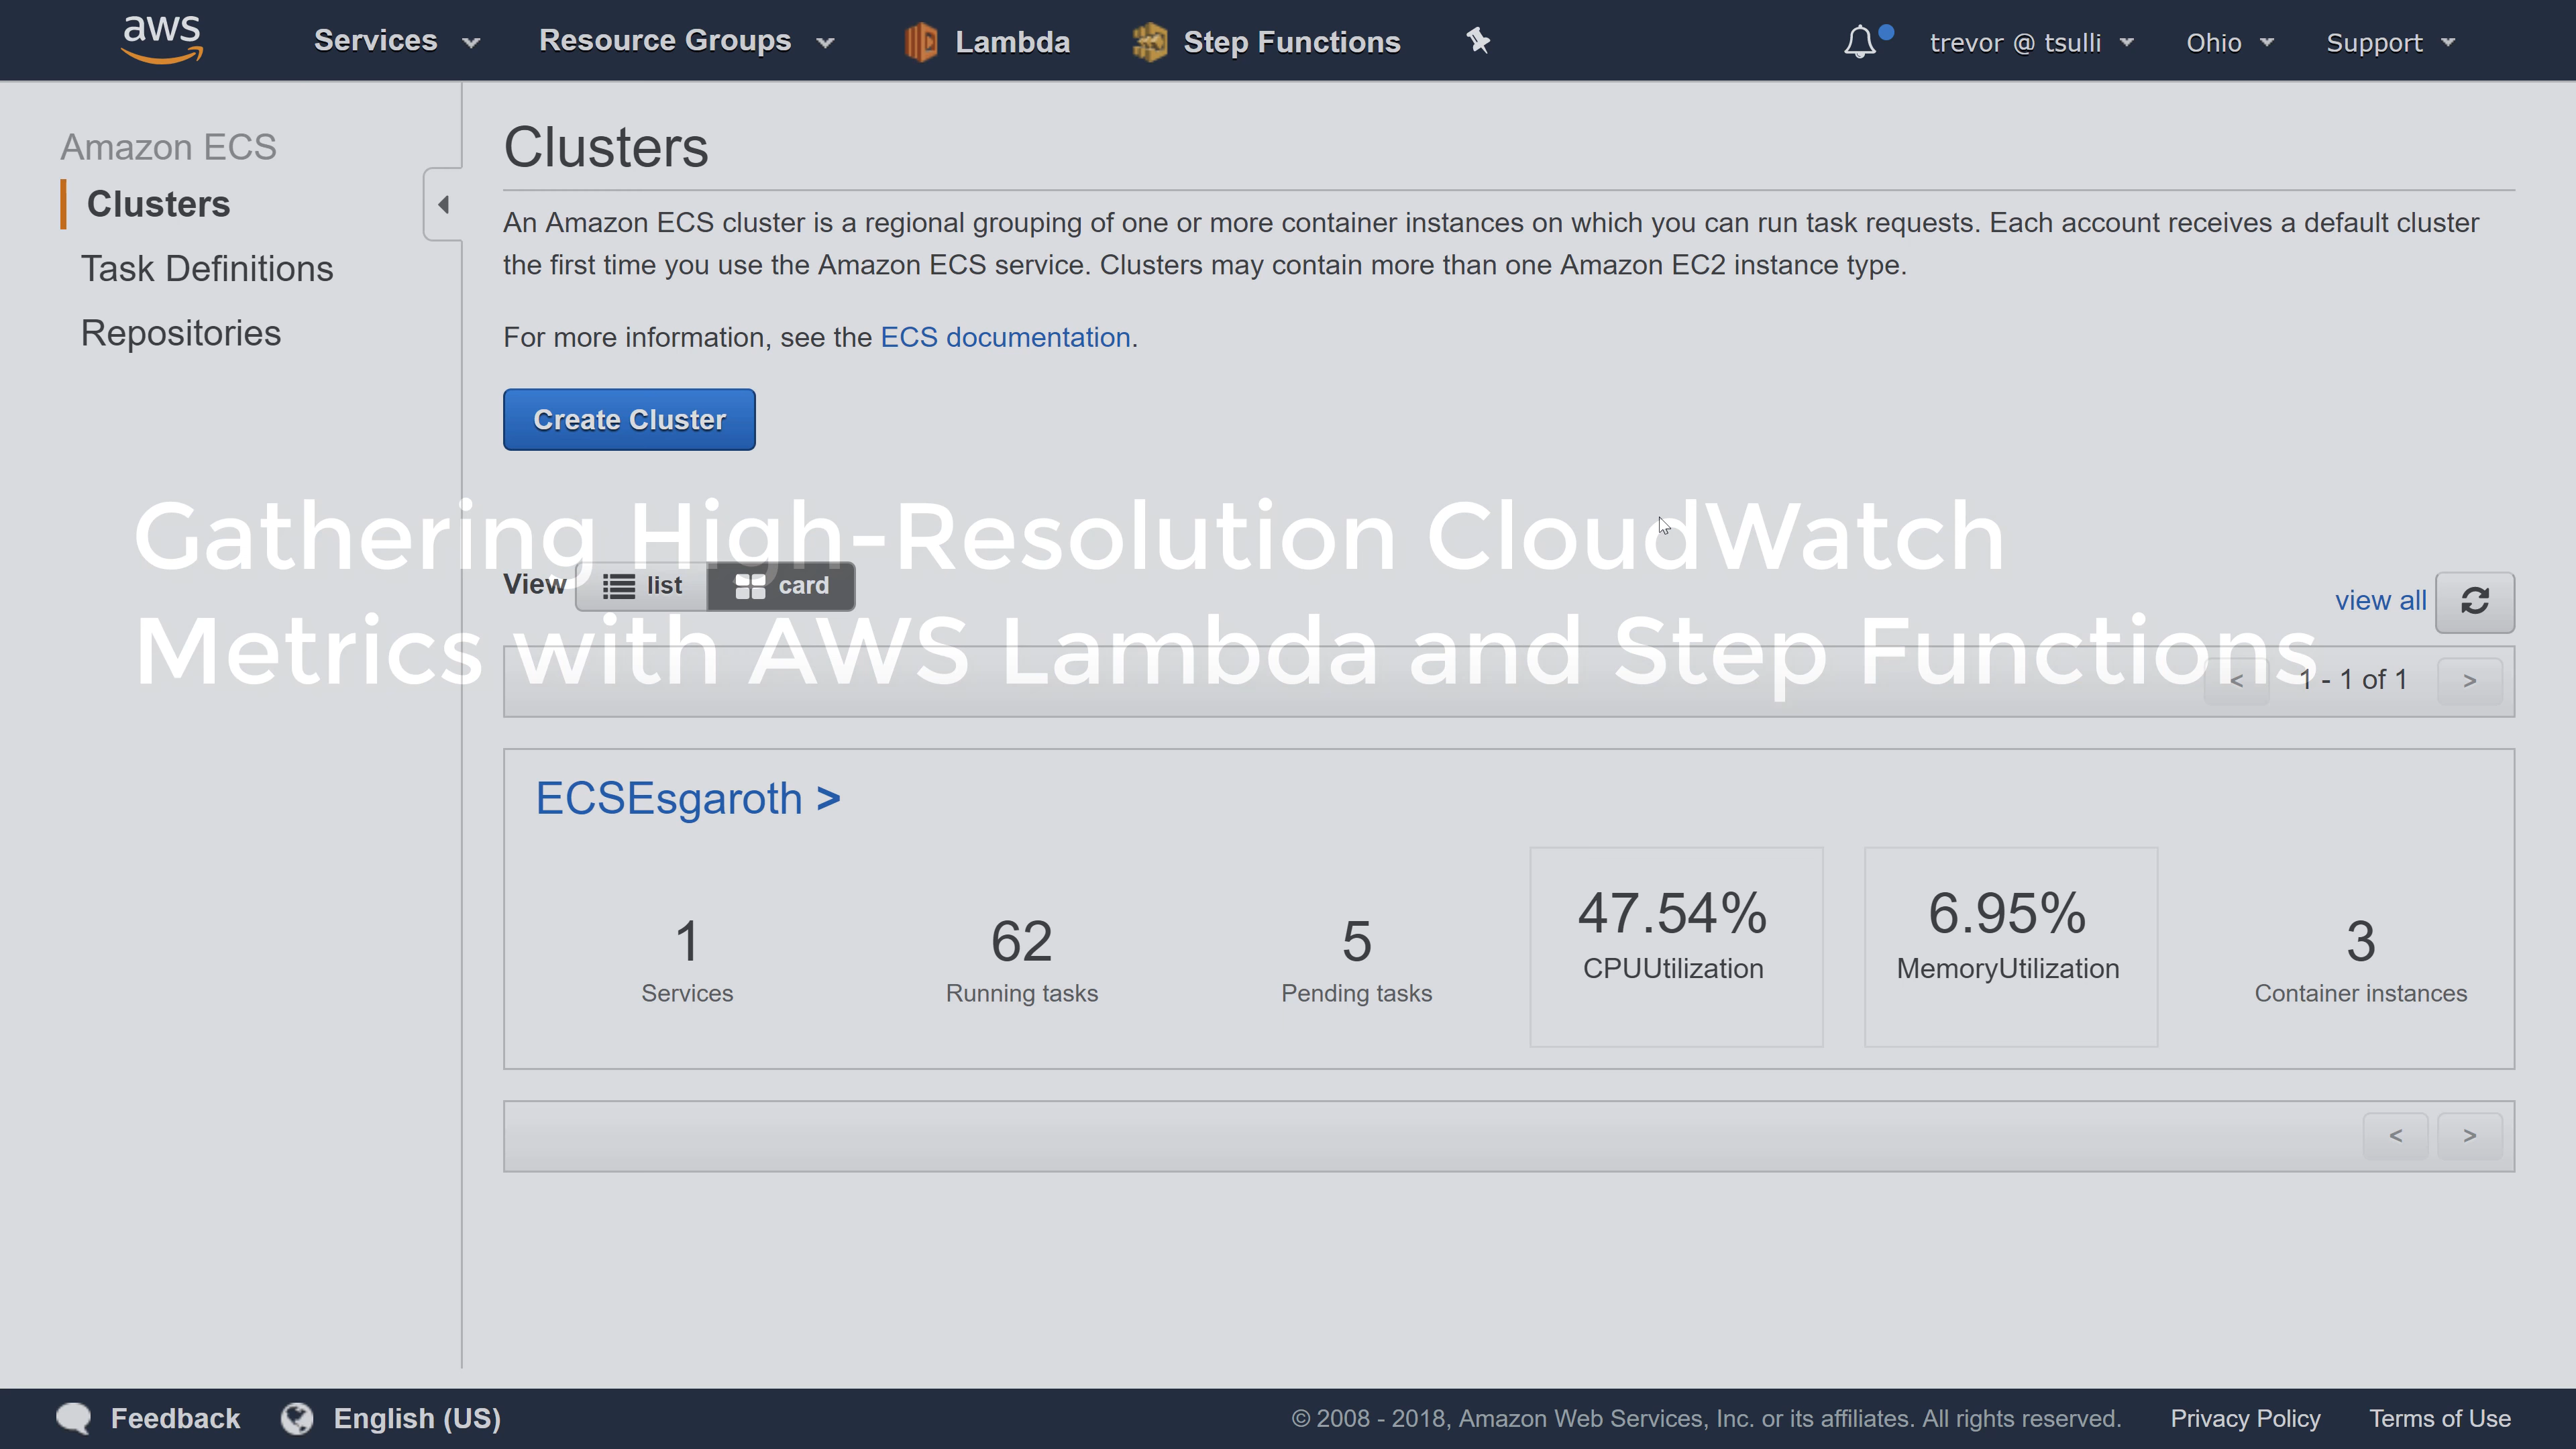 aws
Services
Resource Groups
Lambda
Step Functions
trevor @ tsulli
Ohio
Support
Amazon ECS
Clusters
Task Definitions
Repositories
Clusters
An Amazon ECS cluster is a regional grouping of one or more container instances on which you can run task requests. Each account receives a default cluster
the first time you use the Amazon ECS service. Clusters may contain more than one Amazon EC2 instance type.
For more information, see the ECS documentation.
Create Cluster
Gathering High-Resolution CloudWatch
Metrics with AWS Lambda and Step Functions
View
list
card
view all
< 1 - 1 of 1 >
ECSEsgaroth >
1
Services
62
Running tasks
5
Pending tasks
47.54%
CPUUtilization
6.95%
MemoryUtilization
3
Container instances
< >
Feedback
English (US)
© 2008 - 2018, Amazon Web Services, Inc. or its affiliates. All rights reserved.
Privacy Policy
Terms of Use